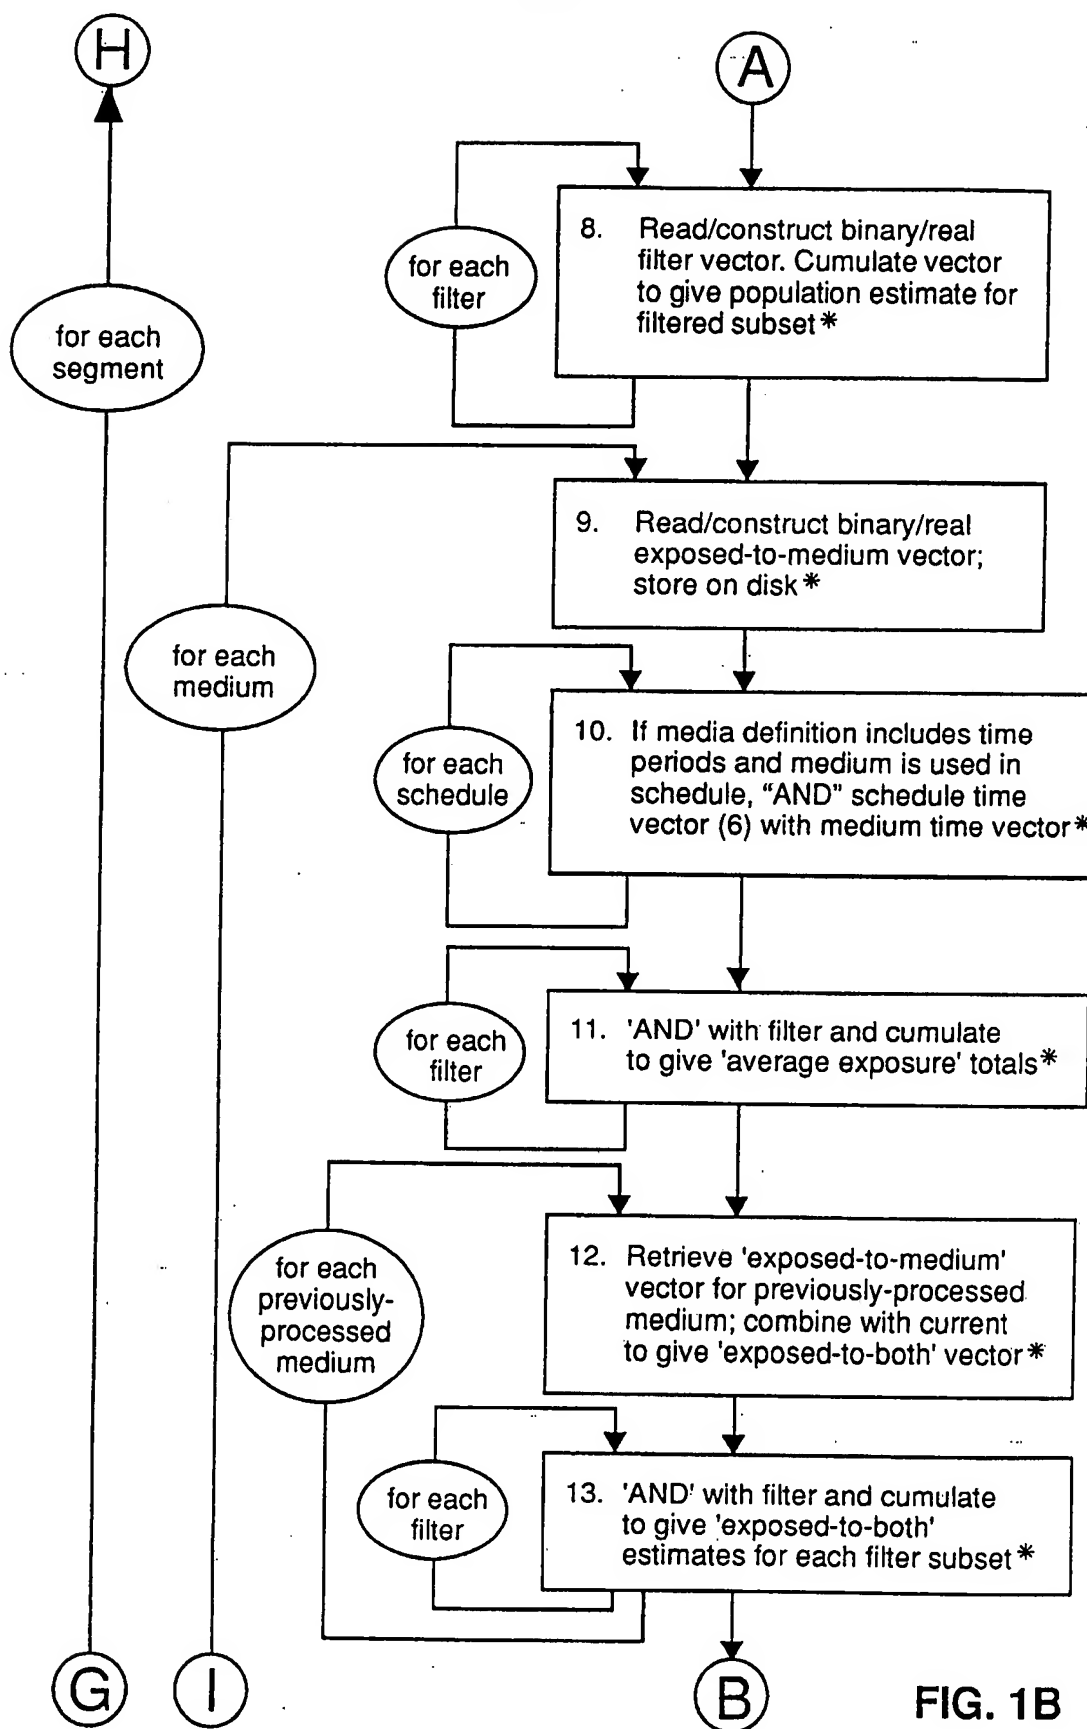 H
A
for each
filter
8. Read/construct binary/real
filter vector. Cumulate vector
to give population estimate for
filtered subset*
for each
segment
9. Read/construct binary/real
exposed-to-medium vector;
store on disk*
for each
medium
for each
schedule
10. If media definition includes time
periods and medium is used in
schedule, “AND” schedule time
vector (6) with medium time vector*
for each
filter
11. 'AND' with filter and cumulate
to give 'average exposure' totals*
for each
previously-
processed
medium
12. Retrieve 'exposed-to-medium'
vector for previously-processed
medium; combine with current
to give 'exposed-to-both' vector*
for each
filter
13. 'AND' with filter and cumulate
to give 'exposed-to-both'
estimates for each filter subset*
G
I
B
FIG. 1B